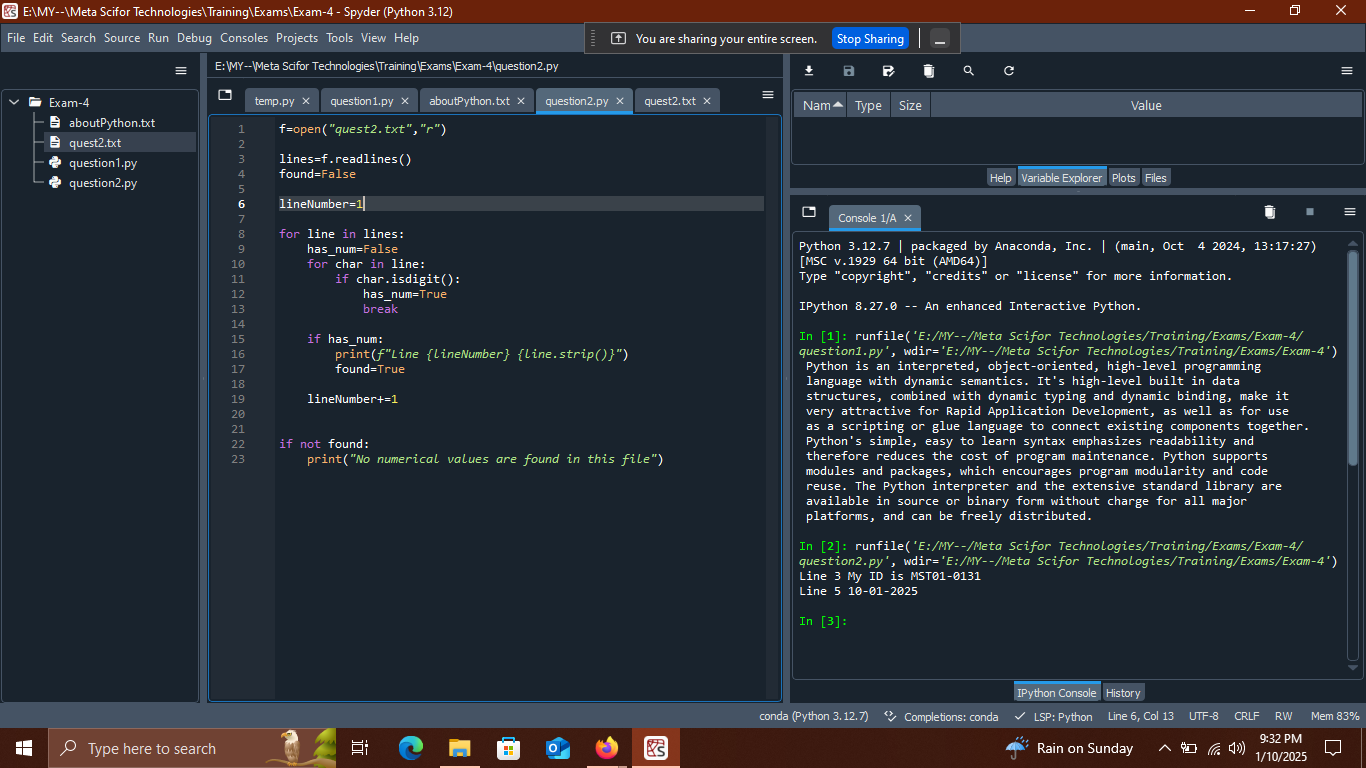 E:\MY--\Meta Scifor Technologies\Training\Exams\Exam-4 - Spyder (Python 3.12)
File Edit Search Source Run Debug Consoles Projects Tools View Help
You are sharing your entire screen. Stop Sharing
Exam-4
aboutPython.txt
quest2.txt
question1.py
question2.py
E:\MY--\Meta Scifor Technologies\Training\Exams\Exam-4\question2.py
temp.py question1.py aboutPython.txt question2.py quest2.txt
1 f=open("quest2.txt","r")
2
3 lines=f.readlines()
4 found=False
5
6 lineNumber=1
7
8 for line in lines:
9     has_num=False
10     for char in line:
11         if char.isdigit():
12             has_num=True
13             break
14
15     if has_num:
16         print(f"Line {lineNumber} {line.strip()}")
17         found=True
18
19     lineNumber+=1
20
21
22 if not found:
23     print("No numerical values are found in this file")
Nam Type Size Value
Help Variable Explorer Plots Files
Console 1/A
Python 3.12.7 | packaged by Anaconda, Inc. | (main, Oct  4 2024, 13:17:27)
[MSC v.1929 64 bit (AMD64)]
Type "copyright", "credits" or "license" for more information.
IPython 8.27.0 -- An enhanced Interactive Python.
In [1]: runfile('E:/MY--/Meta Scifor Technologies/Training/Exams/Exam-4/
question1.py', wdir='E:/MY--/Meta Scifor Technologies/Training/Exams/Exam-4')
Python is an interpreted, object-oriented, high-level programming
language with dynamic semantics. It's high-level built in data
structures, combined with dynamic typing and dynamic binding, make it
very attractive for Rapid Application Development, as well as for use
as a scripting or glue language to connect existing components together.
Python's simple, easy to learn syntax emphasizes readability and
therefore reduces the cost of program maintenance. Python supports
modules and packages, which encourages program modularity and code
reuse. The Python interpreter and the extensive standard library are
available in source or binary form without charge for all major
platforms, and can be freely distributed.
In [2]: runfile('E:/MY--/Meta Scifor Technologies/Training/Exams/Exam-4/
question2.py', wdir='E:/MY--/Meta Scifor Technologies/Training/Exams/Exam-4')
Line 3 My ID is MST01-0131
Line 5 10-01-2025
In [3]:
IPython Console History
conda (Python 3.12.7) Completions: conda LSP: Python Line 6, Col 13 UTF-8 CRLF RW Mem 83%
Type here to search
Rain on Sunday
9:32 PM
1/10/2025